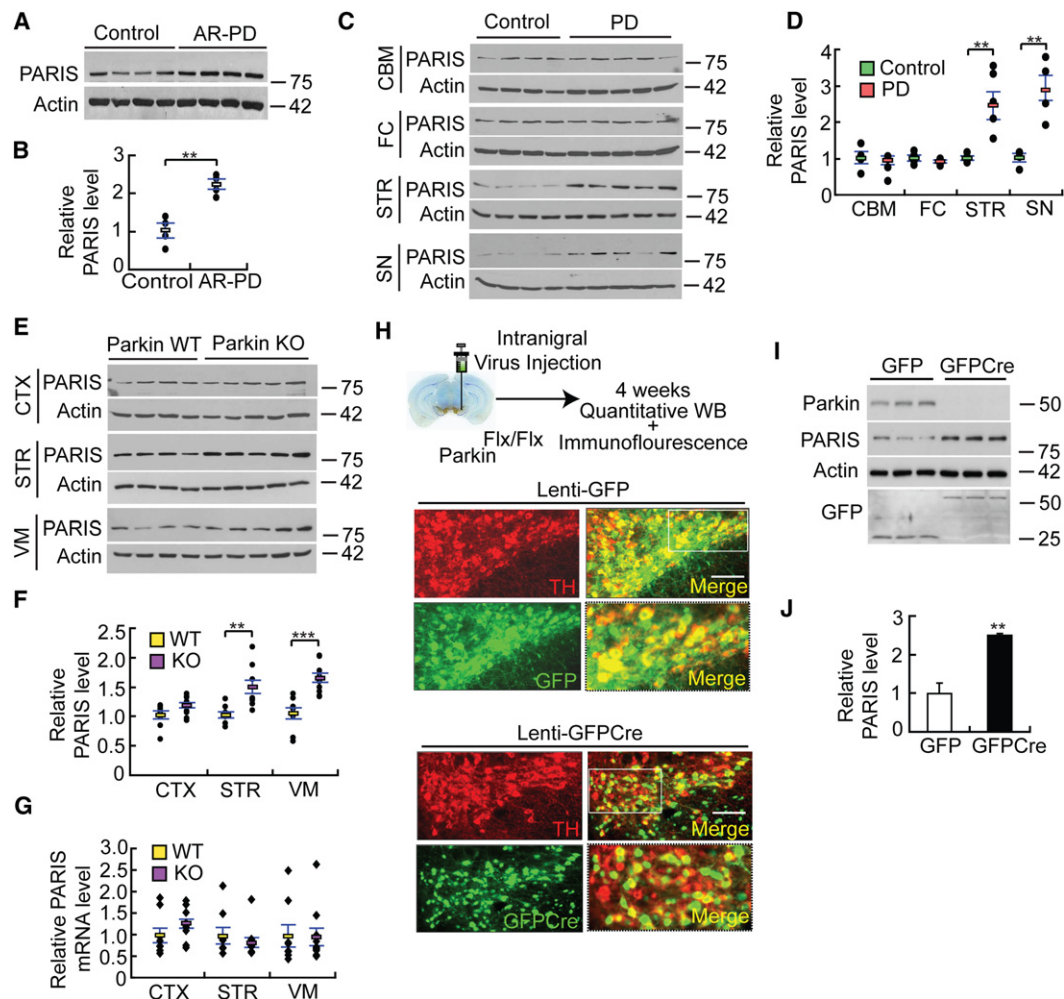 A
Control AR-PD
PARIS
75
Actin
42
B
Relative
PARIS level
3
2
1
0
**
Control AR-PD
C
Control PD
CBM
PARIS
75
Actin
42
FC
PARIS
75
Actin
42
STR
PARIS
75
Actin
42
SN
PARIS
75
Actin
42
D
Relative
PARIS level
4
3
2
1
0
Control
PD
**
**
CBM FC STR SN
E
Parkin WT Parkin KO
CTX
PARIS
75
Actin
42
STR
PARIS
75
Actin
42
VM
PARIS
75
Actin
42
F
Relative
PARIS level
2.5
2.0
1.5
1.0
0.5
0
WT
KO
**
***
CTX STR VM
G
Relative PARIS
mRNA level
3.0
2.5
2.0
1.5
1.0
0.5
0
WT
KO
CTX STR VM
H
Intranigral
Virus Injection
Parkin Flx/Flx
4 weeks
Quantitative WB
+
Immunoflourescence
Lenti-GFP
TH
Merge
GFP
Merge
Lenti-GFPCre
TH
Merge
GFPCre
Merge
I
GFP GFPCre
Parkin
50
PARIS
75
Actin
42
GFP
50
25
J
Relative
PARIS level
3
2
1
0
**
GFP GFPCre